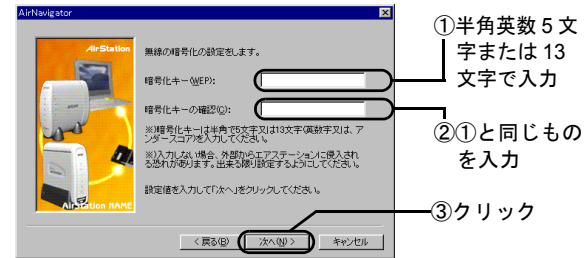 AirNavigator
AirStation
無線の暗号化の設定をします。
暗号化キー(WEP):
暗号化キーの確認(C):
※)暗号化キーは半角で5文字又は13文字(英数字又は、ア
ンダースコア)を入力してください。
※)入力しない場合、外部からエアステーションに侵入され
る恐れがあります。出来る限り設定するようにしてください。
設定値を入力して「次へ」をクリックしてください。
AirStation NAME
< 戻る(B)
次へ(N) >
キャンセル
①半角英数5文
字または13
文字で入力
②①と同じもの
を入力
③クリック